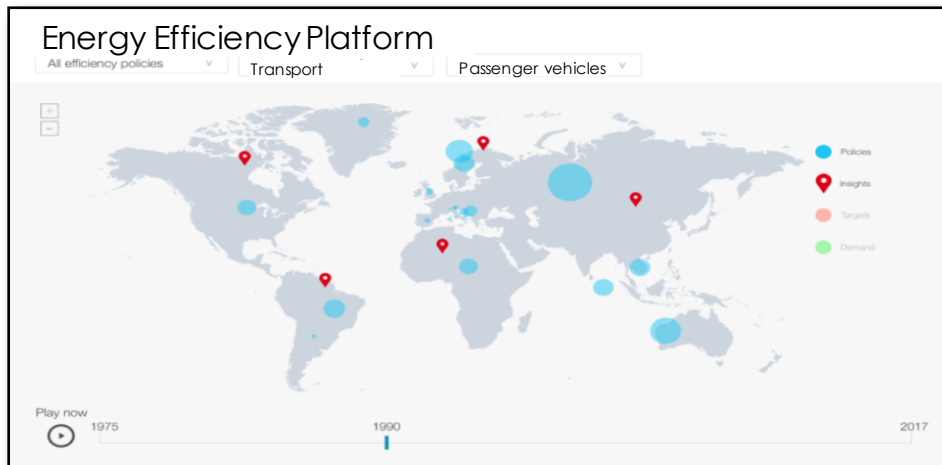 Energy Efficiency Platform
All efficiency policies
Transport
Passenger vehicles
+
−
Policies
Insights
Targets
Demand
Play now
1975
1990
2017